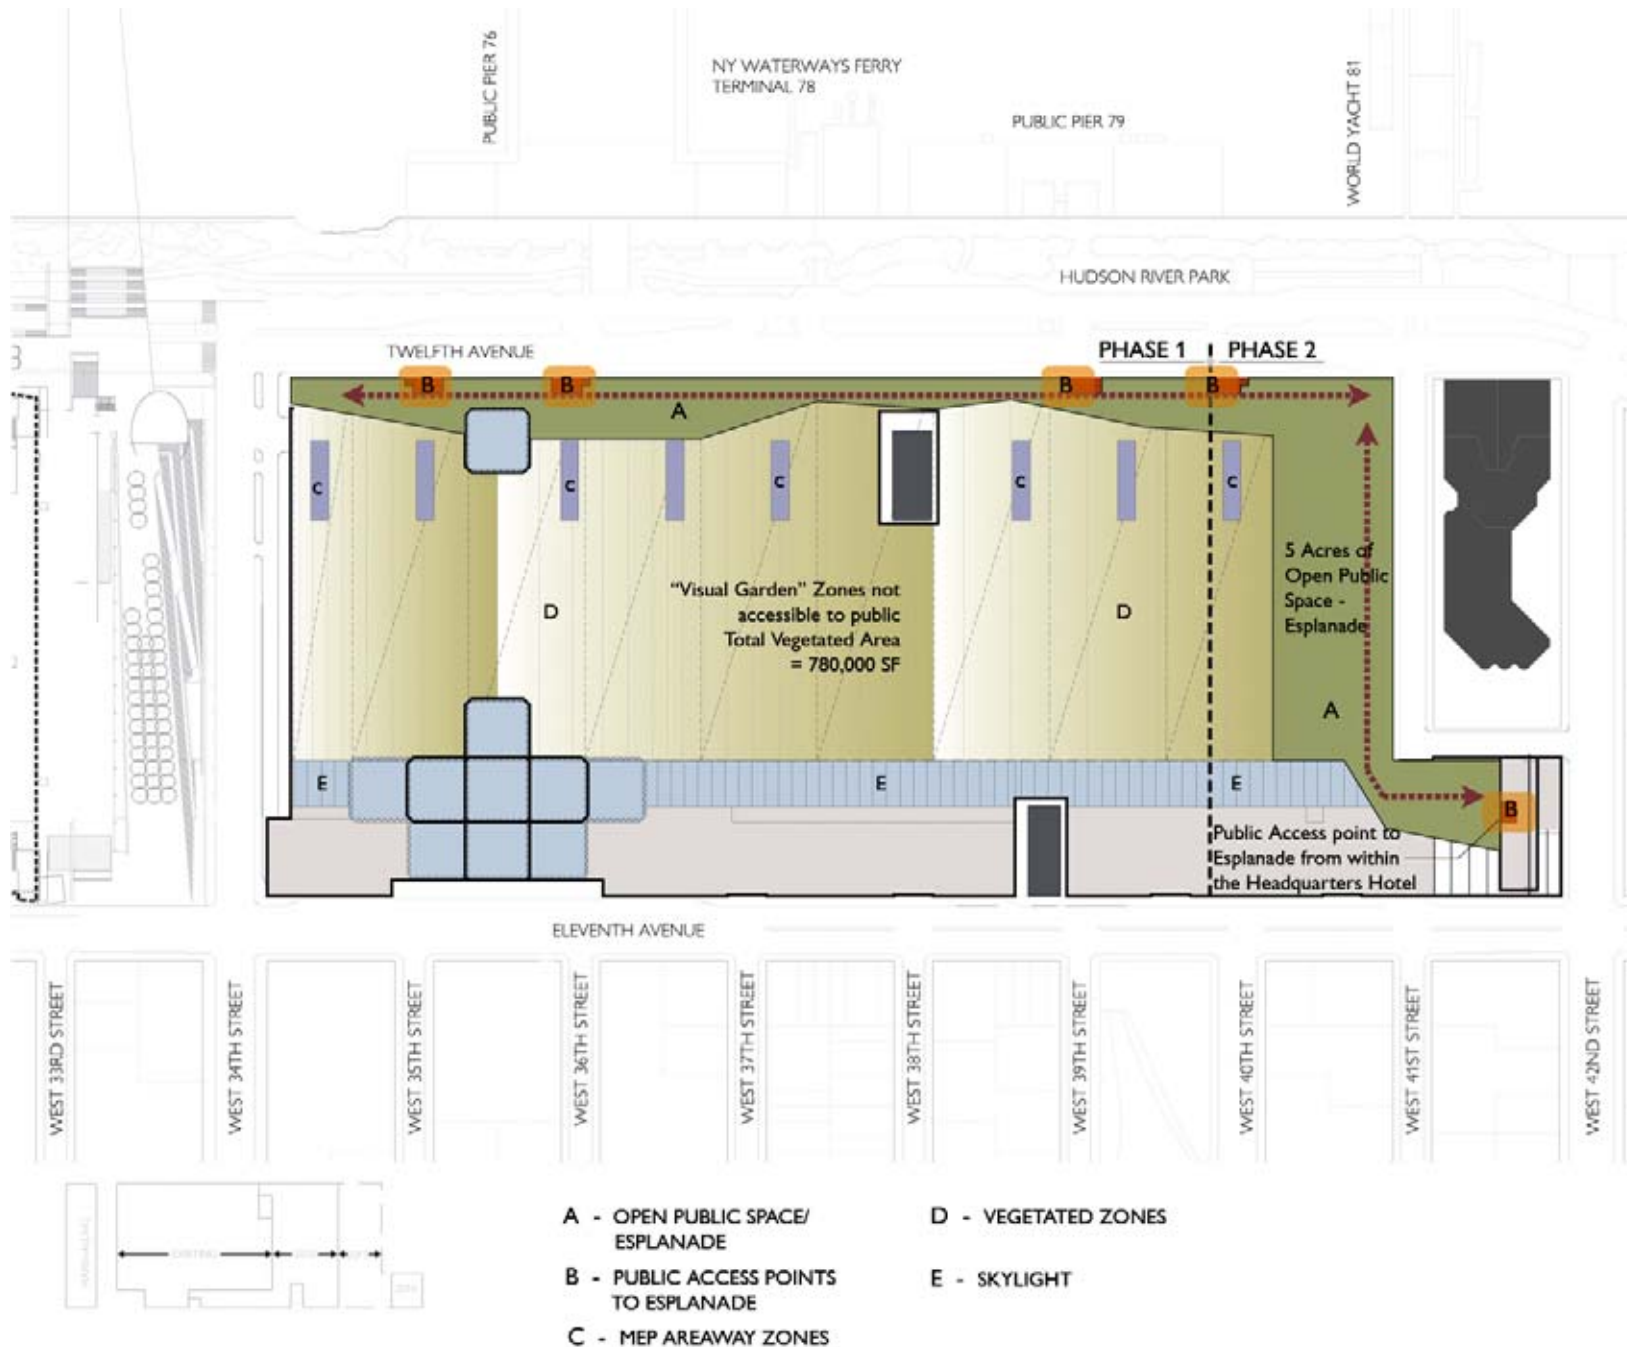 PUBLIC PIER 76
NY WATERWAYS FERRY
TERMINAL 78
PUBLIC PIER 79
WORLD YACHT 81
HUDSON RIVER PARK
TWELFTH AVENUE
PHASE 1
PHASE 2
B
B
B
B
A
C
C
C
C
C
5 Acres of
Open Public
Space -
Esplanade
"Visual Garden" Zones not
accessible to public
Total Vegetated Area
= 780,000 SF
D
D
A
E
E
E
B
Public Access point to
Esplanade from within
the Headquarters Hotel
ELEVENTH AVENUE
WEST 33RD STREET
WEST 34TH STREET
WEST 35TH STREET
WEST 36TH STREET
WEST 37TH STREET
WEST 38TH STREET
WEST 39TH STREET
WEST 40TH STREET
WEST 41ST STREET
WEST 42ND STREET
A - OPEN PUBLIC SPACE/
ESPLANADE
B - PUBLIC ACCESS POINTS
TO ESPLANADE
C - MEP AREAWAY ZONES
D - VEGETATED ZONES
E - SKYLIGHT